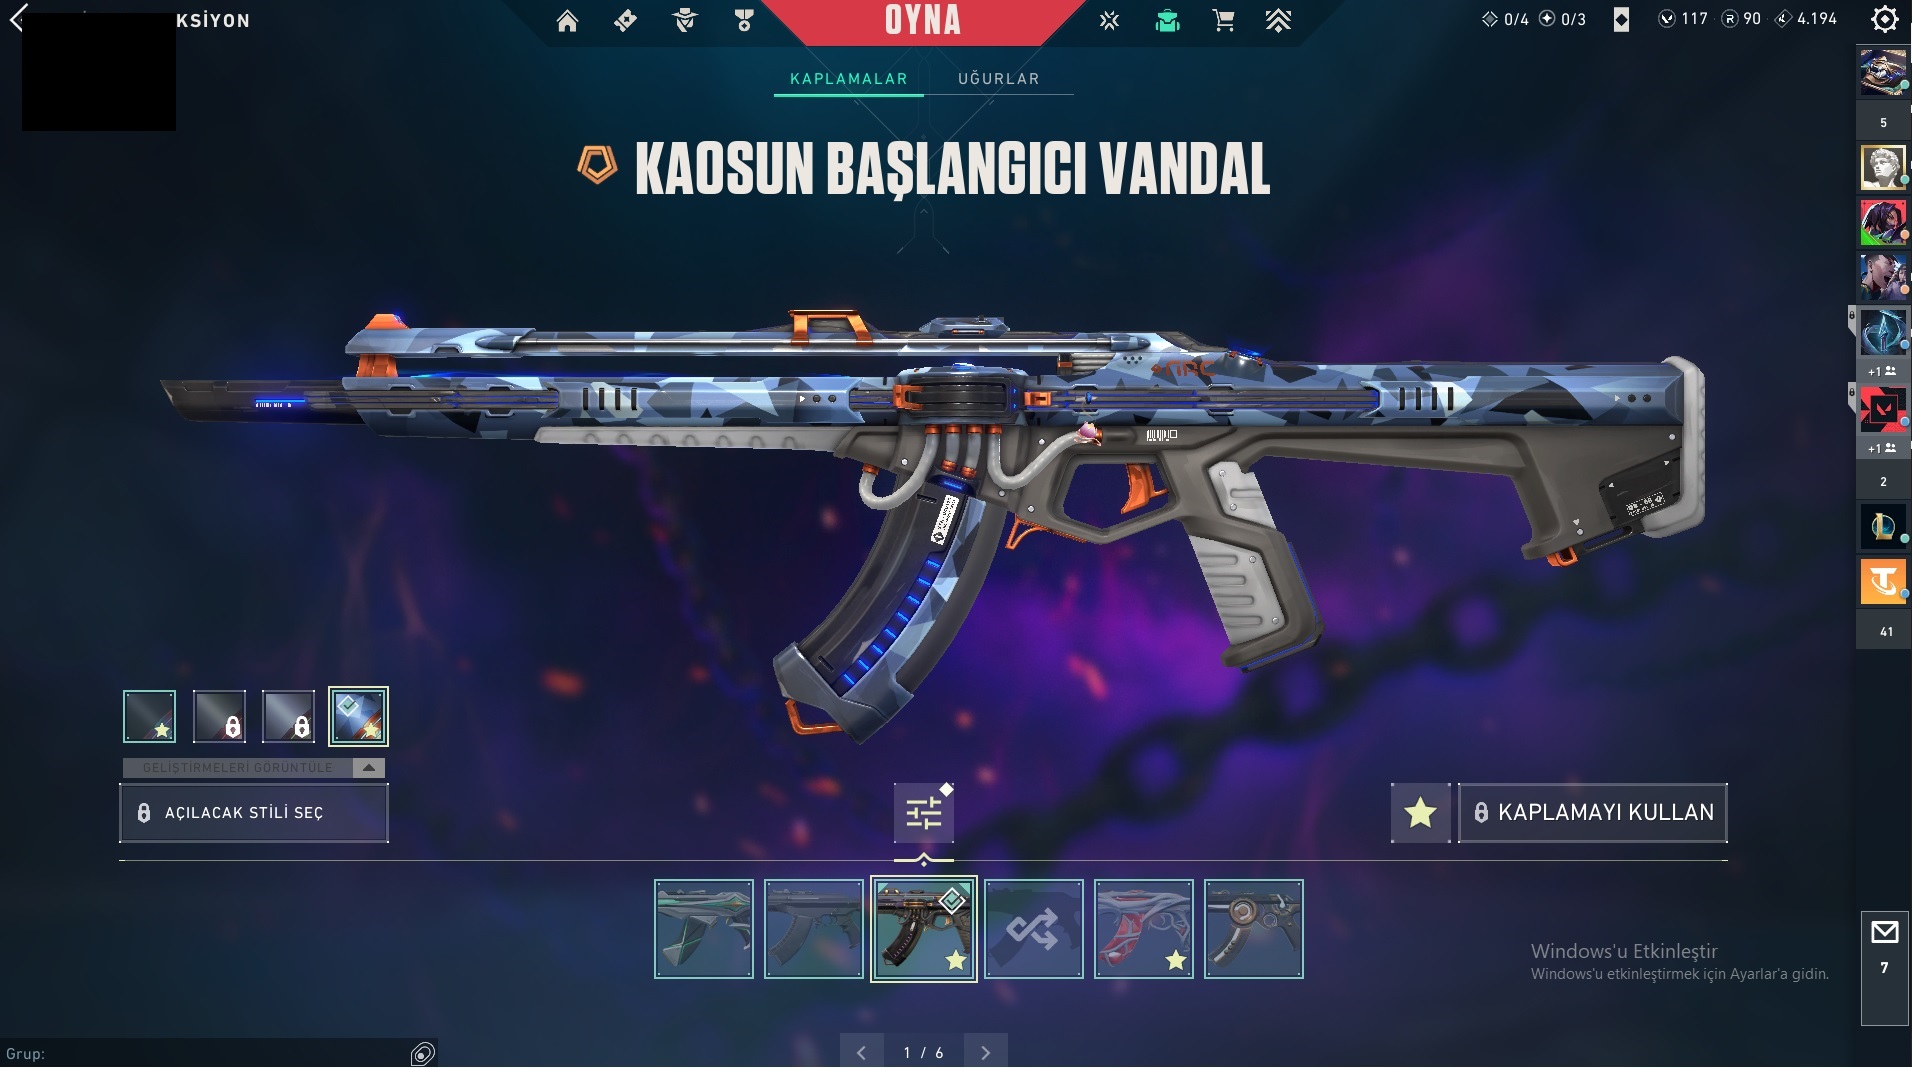 KSİYON
OYNA
0/4 0/3 117 R 90 4.194
KAPLAMALAR UĞURLAR
KAOSUN BAŞLANGICI VANDAL
5
+1
+1
2
41
GELİŞTİRMELERİ GÖRÜNTÜLE
AÇILACAK STİLİ SEÇ
KAPLAMAYI KULLAN
Windows'u Etkinleştir
Windows'u etkinleştirmek için Ayarlar'a gidin.
7
Grup:
1 / 6